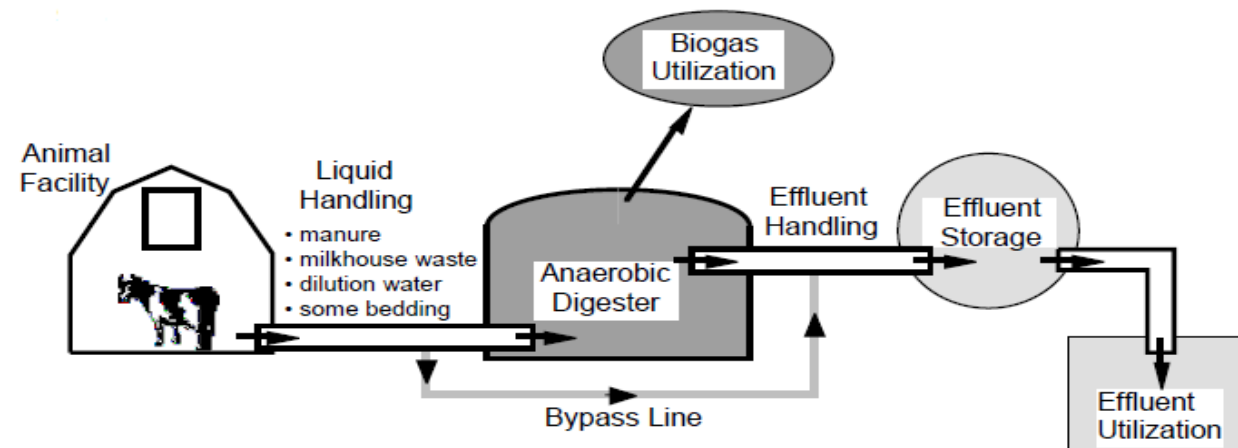 Biogas
Utilization
Animal
Facility
Liquid
Handling
• manure
• milkhouse waste
• dilution water
• some bedding
Anaerobic
Digester
Effluent
Handling
Effluent
Storage
Bypass Line
Effluent
Utilization